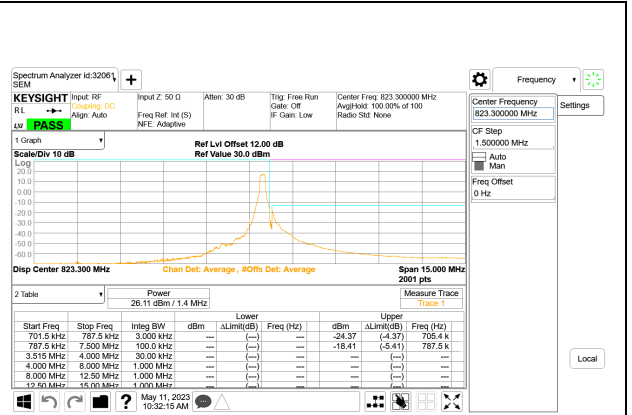 Spectrum Analyzer id:32061
SEM
Frequency
KEYSIGHT
R L
LXI PASS
Input: RF
Coupling: DC
Align: Auto
Input Z: 50 Ω
Freq Ref: Int (S)
NFE: Adaptive
Atten: 30 dB
Trig: Free Run
Gate: Off
IF Gain: Low
Center Freq: 823.300000 MHz
Avg|Hold: 100.00% of 100
Radio Std: None
Center Frequency
823.300000 MHz
Settings
CF Step
1.500000 MHz
Auto
Man
Freq Offset
0 Hz
1 Graph
Scale/Div 10 dB
Ref Lvl Offset 12.00 dB
Ref Value 30.0 dBm
Log
20.0
10.0
0.00
-10.0
-20.0
-30.0
-40.0
-50.0
-60.0
Disp Center 823.300 MHz
Chan Det: Average , #Offs Det: Average
Span 15.000 MHz
2001 pts
2 Table
Power
26.11 dBm / 1.4 MHz
Measure Trace
Trace 1
Lower Upper
Start Freq Stop Freq Integ BW dBm ΔLimit(dB) Freq (Hz) dBm ΔLimit(dB) Freq (Hz)
701.5 kHz 787.5 kHz 3.000 kHz --- (---) --- -24.37 (-4.37) 705.4 k
787.5 kHz 7.500 MHz 100.0 kHz --- (---) --- -18.41 (-5.41) 787.5 k
3.515 MHz 4.000 MHz 30.00 kHz --- (---) --- --- (---) ---
4.000 MHz 8.000 MHz 1.000 MHz --- (---) --- --- (---) ---
8.000 MHz 12.50 MHz 1.000 MHz --- (---) --- --- (---) ---
12.50 MHz 15.00 MHz 1.000 MHz --- (---) --- --- (---) ---
Local
May 11, 2023
10:32:15 AM